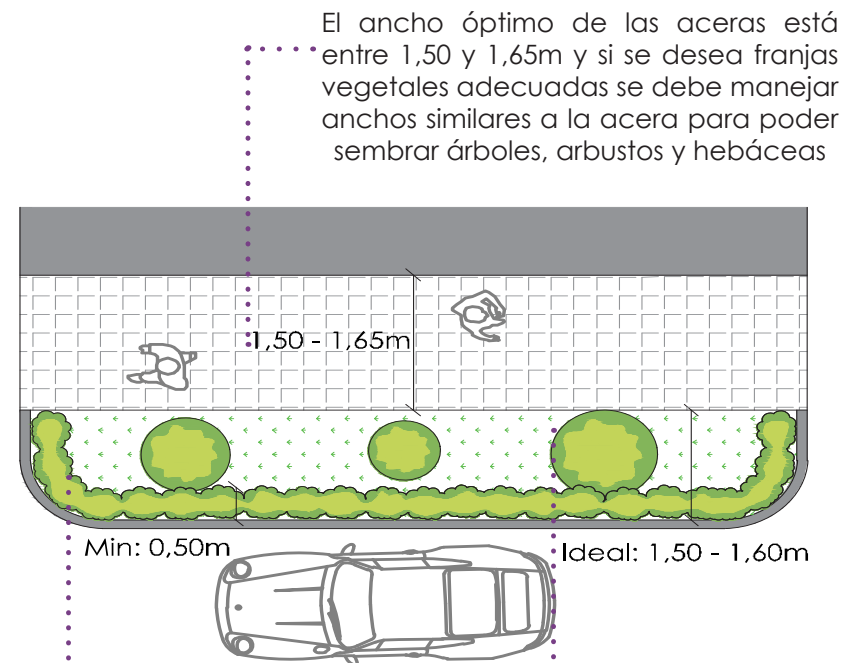 El ancho óptimo de las aceras está
entre 1,50 y 1,65m y si se desea franjas
vegetales adecuadas se debe manejar
anchos similares a la acera para poder
sembrar árboles, arbustos y hebáceas
1,50 - 1,65m
Min: 0,50m
Ideal: 1,50 - 1,60m